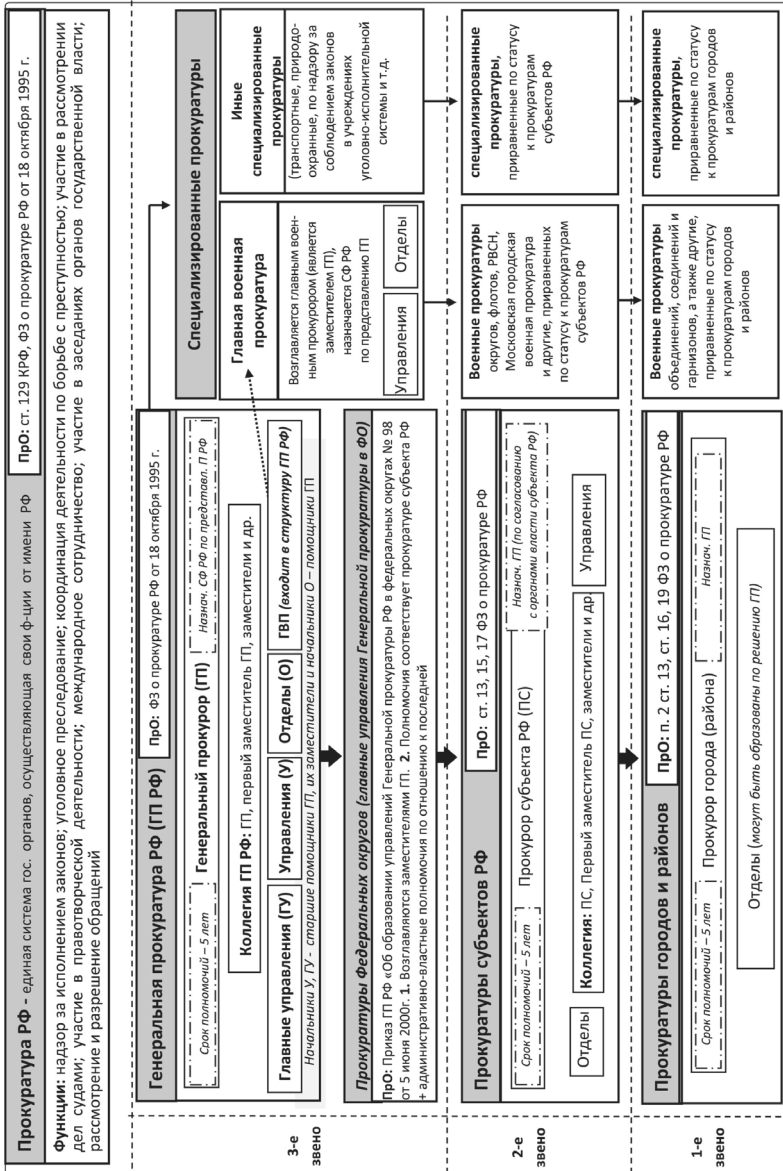 Прокуратура РФ - единая система гос. органов, осуществляющая свои ф-ции от имени РФ
ПрО: ст. 129 КРФ, ФЗ о прокуратуре РФ от 18 октября 1995 г.
Функции: надзор за исполнением законов; уголовное преследование; координация деятельности по борьбе с преступностью; участие в рассмотрении
дел судами; участие в правотворческой деятельности; международное сотрудничество; участие в заседаниях органов государственной власти;
рассмотрение и разрешение обращений
3-е
звено
Генеральная прокуратура РФ (ГП РФ)
ПрО: ФЗ о прокуратуре РФ от 18 октября 1995 г.
Срок полномочий – 5 лет
Генеральный прокурор (ГП)
Назнач. СФ РФ по представл. П РФ
Коллегия ГП РФ: ГП, первый заместитель ГП, заместители и др.
Главные управления (ГУ)
Управления (У)
Отделы (О)
ГВП (входит в структуру ГП РФ)
Начальники У, ГУ - старшие помощники ГП, их заместители и начальники О – помощники ГП
Прокуратуры Федеральных округов (главные управления Генеральной прокуратуры в ФО)
ПрО: Приказ ГП РФ «Об образовании управлений Генеральной прокуратуры РФ в федеральных округах № 98
от 5 июня 2000г. 1. Возглавляются заместителями ГП. 2. Полномочия соответствует прокуратуре субъекта РФ
+ административно-властные полномочия по отношению к последней
Специализированные прокуратуры
Главная военная
прокуратура
Возглавляется главным воен-
ным прокурором (является
заместителем ГП),
назначается СФ РФ
по представлению ГП
Управления
Отделы
Иные
специализированные
прокуратуры
(транспортные, природо-
охранные, по надзору за
соблюдением законов
в учреждениях
уголовно-исполнительной
системы и т.д.
2-е
звено
Прокуратуры субъектов РФ
ПрО: ст. 13, 15, 17 ФЗ о прокуратуре РФ
Срок полномочий – 5 лет
Прокурор субъекта РФ (ПС)
Назнач. ГП (по согласованию
с органами власти субъекта РФ)
Отделы
Коллегия: ПС, Первый заместитель ПС, заместители и др.
Управления
Военные прокуратуры
округов, флотов, РВСН,
Московская городская
военная прокуратура
и другие, приравненных
по статусу к прокуратурам
субъектов РФ
специализированные
прокуратуры,
приравненные по статусу
к прокуратурам
субъектов РФ
1-е
звено
Прокуратуры городов и районов
ПрО: п. 2 ст. 13, ст. 16, 19 ФЗ о прокуратуре РФ
Срок полномочий – 5 лет
Прокурор города (района)
Назнач. ГП
Отделы (могут быть образованы по решению ГП)
Военные прокуратуры
объединений, соединений и
гарнизонов, а также другие,
приравненные по статусу
к прокуратурам городов
и районов
специализированные
прокуратуры,
приравненные по статусу
к прокуратурам городов
и районов